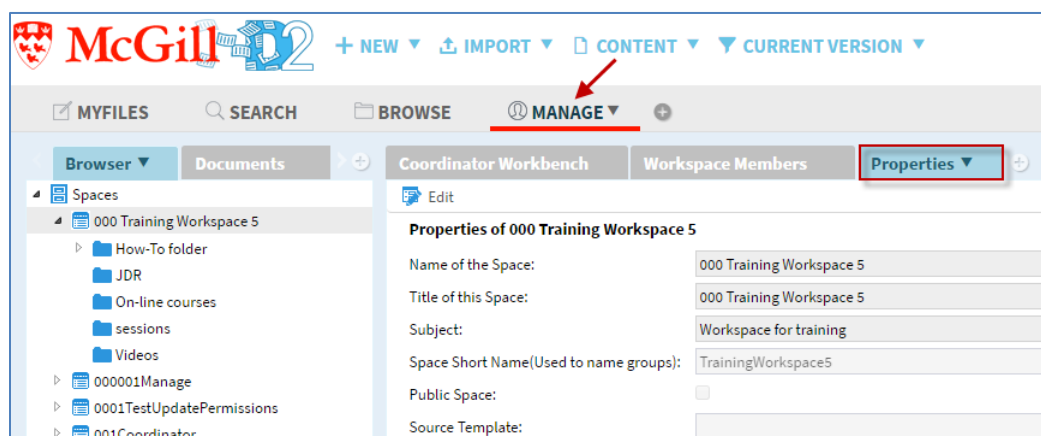 McGill D2 + NEW ▼ IMPORT ▼ CONTENT ▼ CURRENT VERSION ▼
MYFILES SEARCH BROWSE MANAGE ▼
Browser ▼ Documents Coordinator Workbench Workspace Members Properties ▼
Spaces Edit
000 Training Workspace 5 Properties of 000 Training Workspace 5
How-To folder Name of the Space: 000 Training Workspace 5
JDR
On-line courses Title of this Space: 000 Training Workspace 5
sessions Subject: Workspace for training
Videos Space Short Name(Used to name groups): TrainingWorkspace5
000001Manage Public Space:
0001TestUpdatePermissions
001Coordinator Source Template: